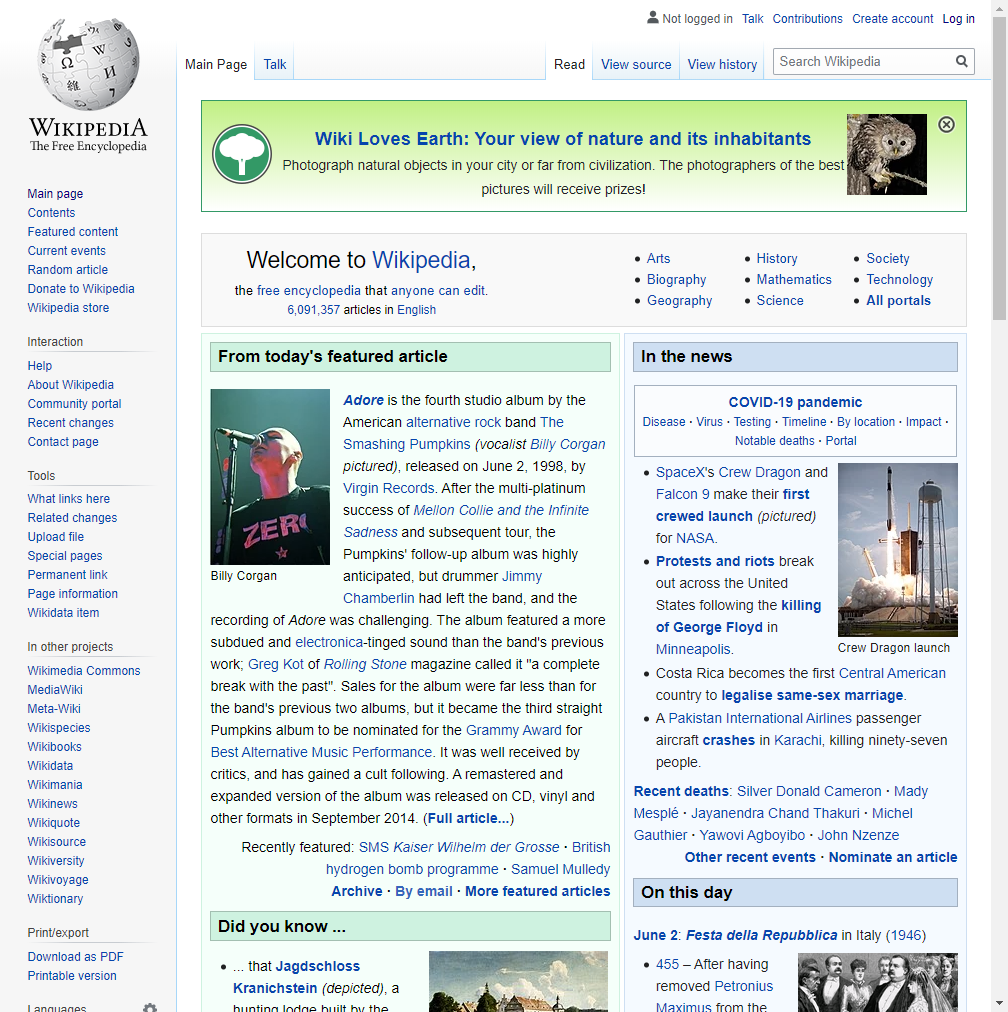 Not logged in Talk Contributions Create account Log in
Main Page Talk Read View source View history Search Wikipedia
WIKIPEDIA
The Free Encyclopedia
Main page
Contents
Featured content
Current events
Random article
Donate to Wikipedia
Wikipedia store
Interaction
Help
About Wikipedia
Community portal
Recent changes
Contact page
Tools
What links here
Related changes
Upload file
Special pages
Permanent link
Page information
Wikidata item
In other projects
Wikimedia Commons
MediaWiki
Meta-Wiki
Wikispecies
Wikibooks
Wikidata
Wikimania
Wikinews
Wikiquote
Wikisource
Wikiversity
Wikivoyage
Wiktionary
Print/export
Download as PDF
Printable version
Languages
Wiki Loves Earth: Your view of nature and its inhabitants
Photograph natural objects in your city or far from civilization. The photographers of the best
pictures will receive prizes!
Welcome to Wikipedia,
the free encyclopedia that anyone can edit.
6,091,357 articles in English
• Arts
• Biography
• Geography
• History
• Mathematics
• Science
• Society
• Technology
• All portals
From today's featured article
ZERO
Billy Corgan
Adore is the fourth studio album by the
American alternative rock band The
Smashing Pumpkins (vocalist Billy Corgan
pictured), released on June 2, 1998, by
Virgin Records. After the multi-platinum
success of Mellon Collie and the Infinite
Sadness and subsequent tour, the
Pumpkins' follow-up album was highly
anticipated, but drummer Jimmy
Chamberlin had left the band, and the
recording of Adore was challenging. The album featured a more
subdued and electronica-tinged sound than the band's previous
work; Greg Kot of Rolling Stone magazine called it "a complete
break with the past". Sales for the album were far less than for
the band's previous two albums, but it became the third straight
Pumpkins album to be nominated for the Grammy Award for
Best Alternative Music Performance. It was well received by
critics, and has gained a cult following. A remastered and
expanded version of the album was released on CD, vinyl and
other formats in September 2014. (Full article...)
Recently featured: SMS Kaiser Wilhelm der Grosse · British
hydrogen bomb programme · Samuel Mulledy
Archive · By email · More featured articles
Did you know ...
• ... that Jagdschloss
Kranichstein (depicted), a
hunting lodge built by the
In the news
COVID-19 pandemic
Disease · Virus · Testing · Timeline · By location · Impact ·
Notable deaths · Portal
• SpaceX's Crew Dragon and
Falcon 9 make their first
crewed launch (pictured)
for NASA.
• Protests and riots break
out across the United
States following the killing
of George Floyd in
Minneapolis.
Crew Dragon launch
• Costa Rica becomes the first Central American
country to legalise same-sex marriage.
• A Pakistan International Airlines passenger
aircraft crashes in Karachi, killing ninety-seven
people.
Recent deaths: Silver Donald Cameron · Mady
Mesplé · Jayanendra Chand Thakuri · Michel
Gauthier · Yawovi Agboyibo · John Nzenze
Other recent events · Nominate an article
On this day
June 2: Festa della Repubblica in Italy (1946)
• 455 – After having
removed Petronius
Maximus from the